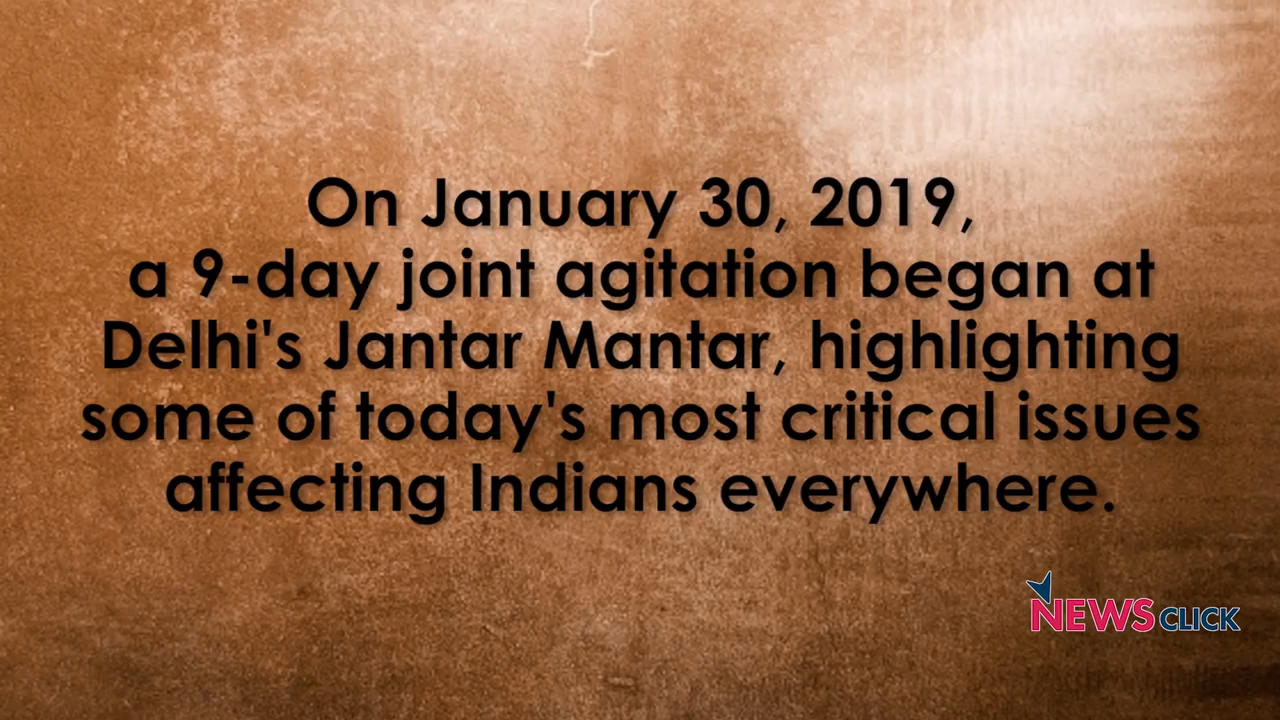 On January 30, 2019,
a 9-day joint agitation began at
Delhi's Jantar Mantar, highlighting
some of today's most critical issues
affecting Indians everywhere.
NEWSCLICK